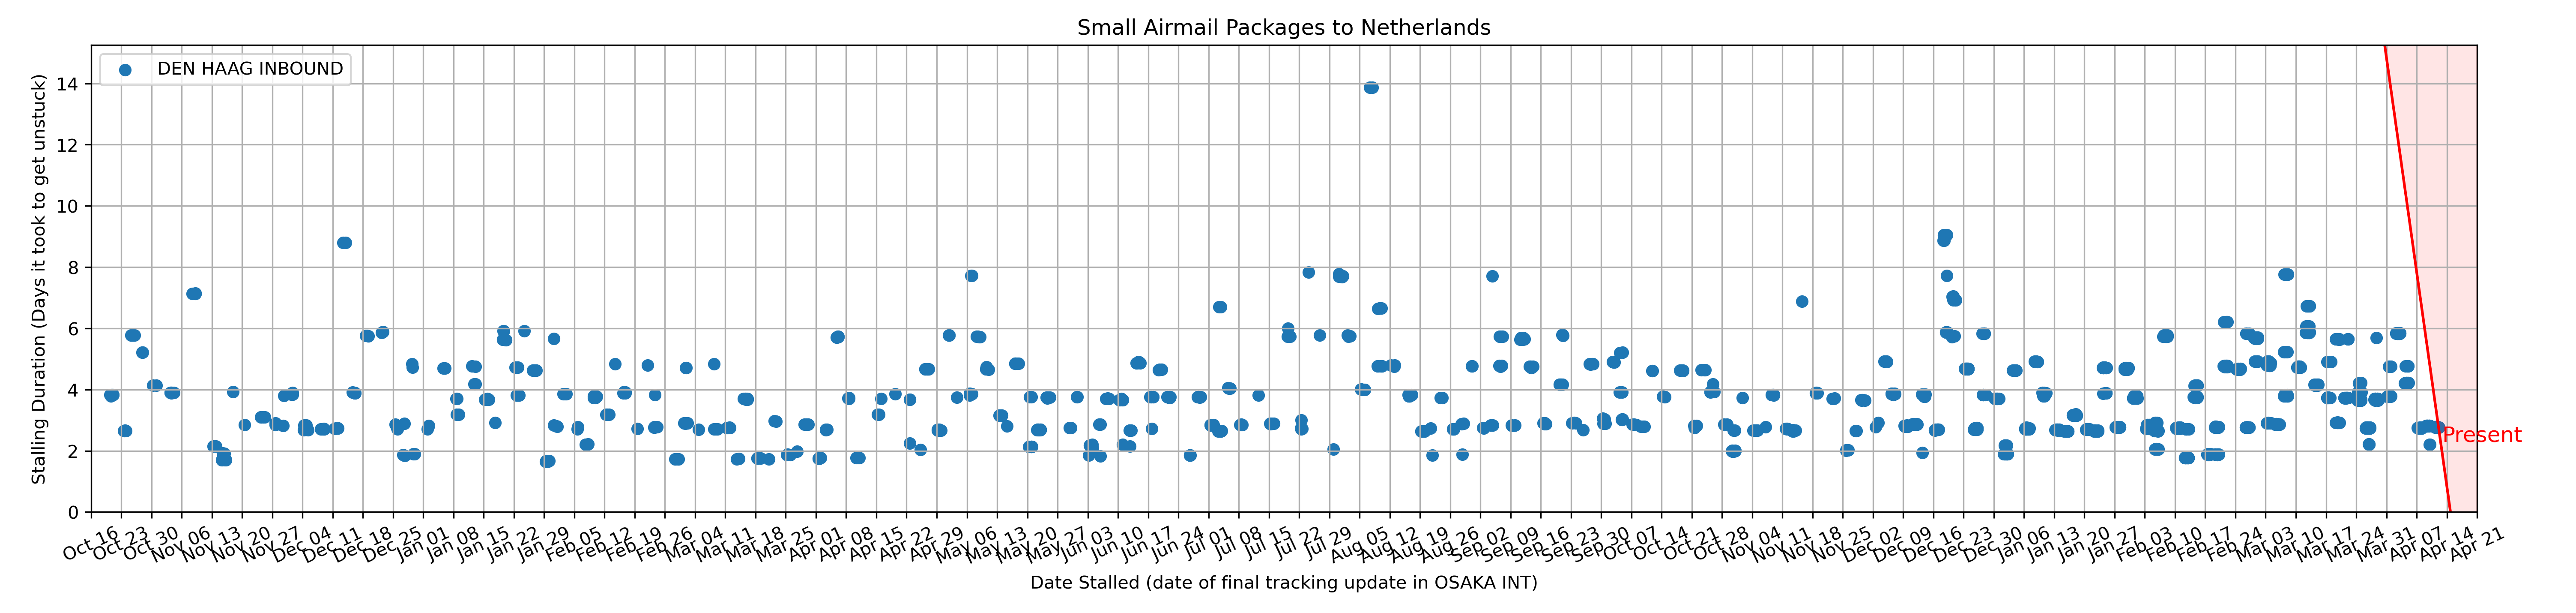 Small Airmail Packages to Netherlands
DEN HAAG INBOUND
Stalling Duration (Days it took to get unstuck)
14
12
10
8
6
4
2
0
Present
Oct 16
Oct 23
Oct 30
Nov 06
Nov 13
Nov 20
Nov 27
Dec 04
Dec 11
Dec 18
Dec 25
Jan 01
Jan 08
Jan 15
Jan 22
Jan 29
Feb 05
Feb 12
Feb 19
Feb 26
Mar 04
Mar 11
Mar 18
Mar 25
Apr 01
Apr 08
Apr 15
Apr 22
Apr 29
May 06
May 13
May 20
May 27
Jun 03
Jun 10
Jun 17
Jun 24
Jul 01
Jul 08
Jul 15
Jul 22
Jul 29
Aug 05
Aug 12
Aug 19
Aug 26
Sep 02
Sep 09
Sep 16
Sep 23
Sep 30
Oct 07
Oct 14
Oct 21
Oct 28
Nov 04
Nov 11
Nov 18
Nov 25
Dec 02
Dec 09
Dec 16
Dec 23
Dec 30
Jan 06
Jan 13
Jan 20
Jan 27
Feb 03
Feb 10
Feb 17
Feb 24
Mar 03
Mar 10
Mar 17
Mar 24
Mar 31
Apr 07
Apr 14
Apr 21
Date Stalled (date of final tracking update in OSAKA INT)